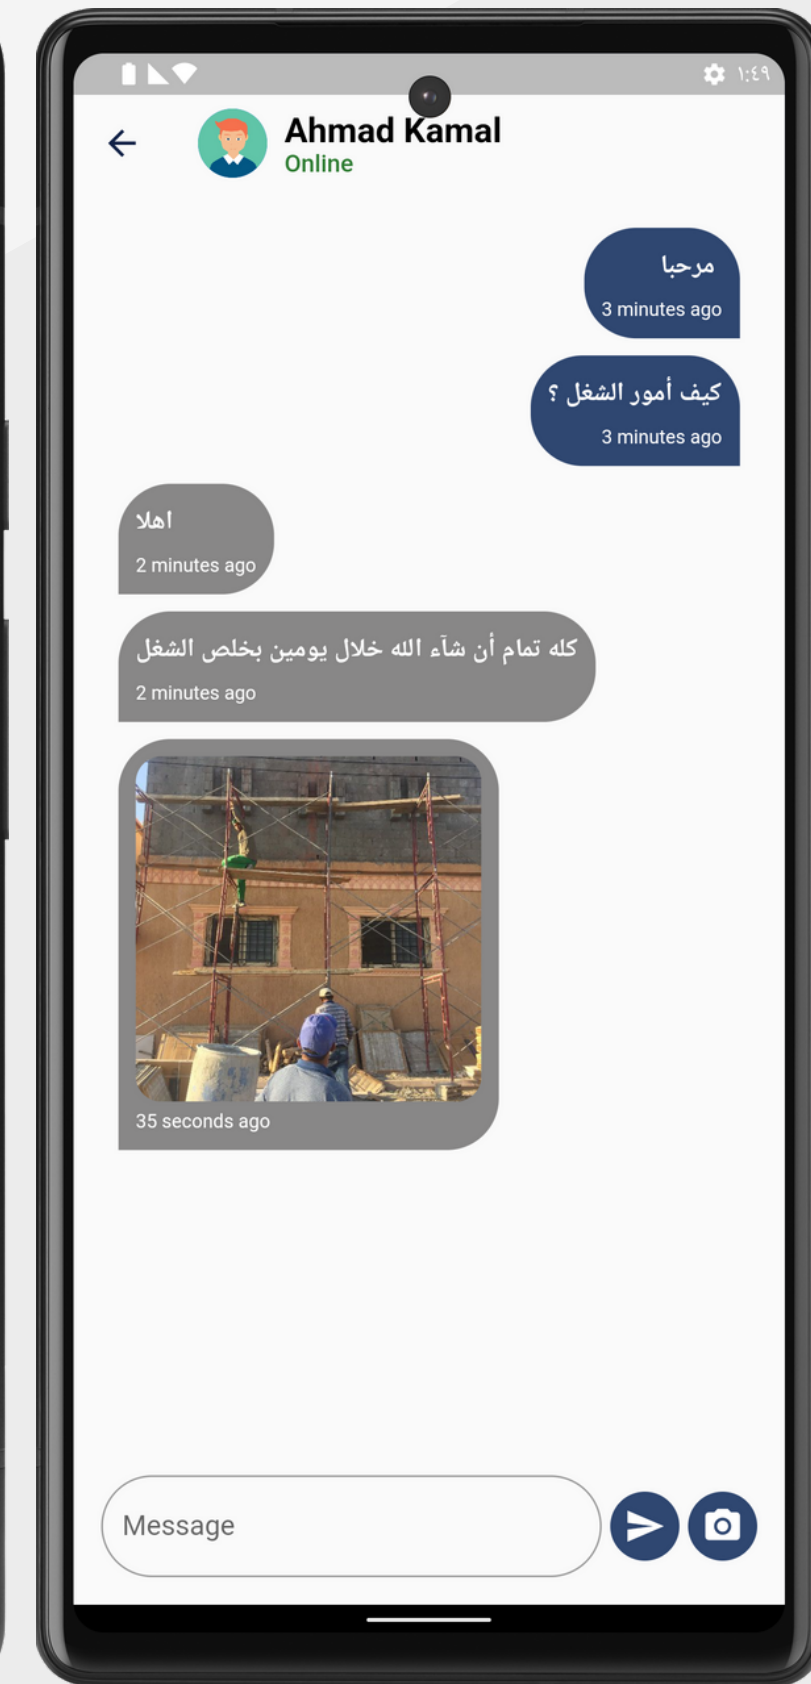 ١:٤٩
Ahmad Kamal
Online
مرحبا
3 minutes ago
كيف أمور الشغل ؟
3 minutes ago
اهلا
2 minutes ago
كله تمام أن شآء الله خلال يومين بخلص الشغل
2 minutes ago
35 seconds ago
Message